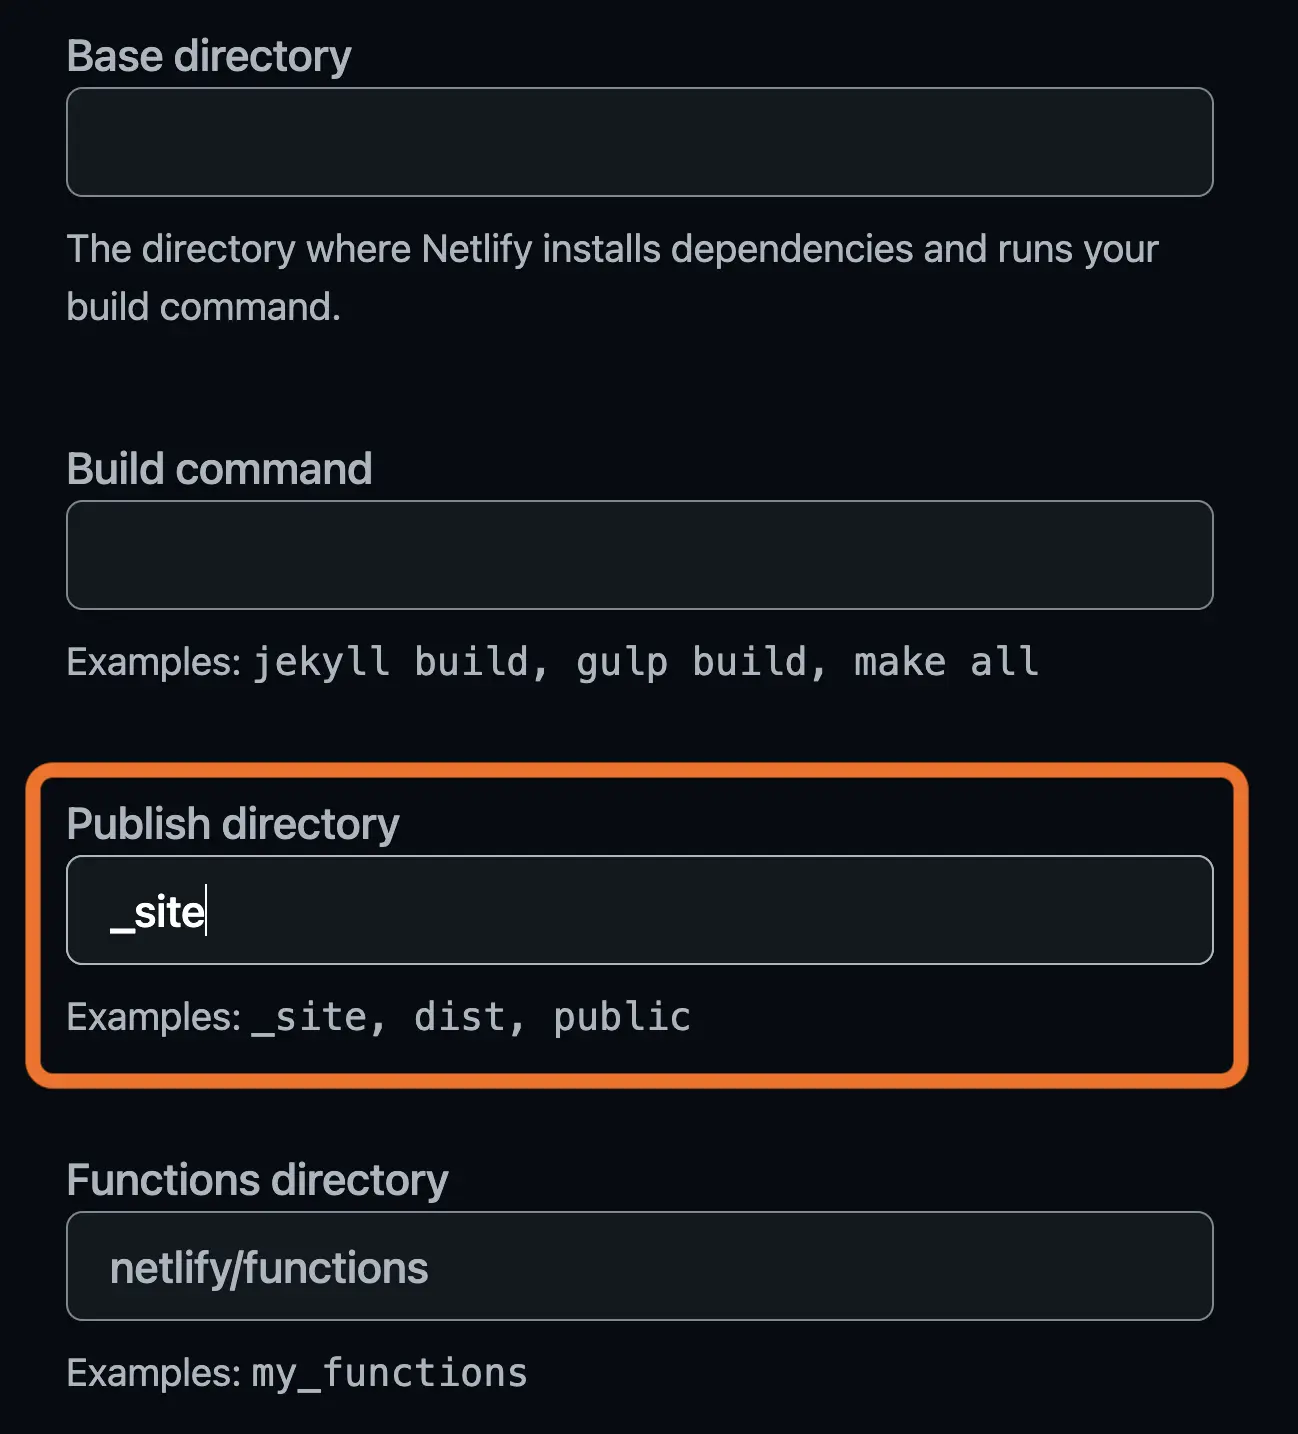 Base directory
The directory where Netlify installs dependencies and runs your
build command.
Build command
Examples: jekyll build, gulp build, make all
Publish directory
_site
Examples: _site, dist, public
Functions directory
netlify/functions
Examples: my_functions